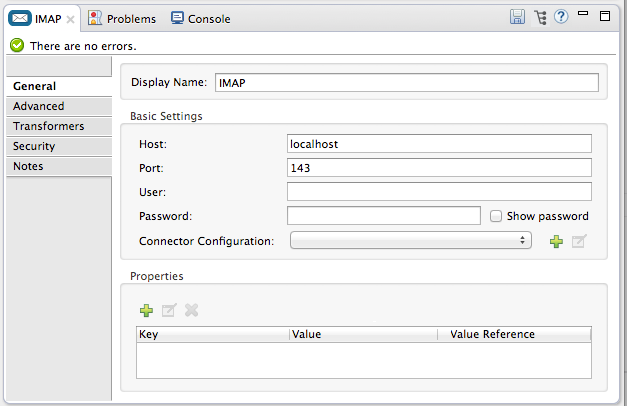 IMAP Problems Console
There are no errors.
General
Advanced
Transformers
Security
Notes
Display Name: IMAP
Basic Settings
Host: localhost
Port: 143
User:
Password: Show password
Connector Configuration:
Properties
Key Value Value Reference